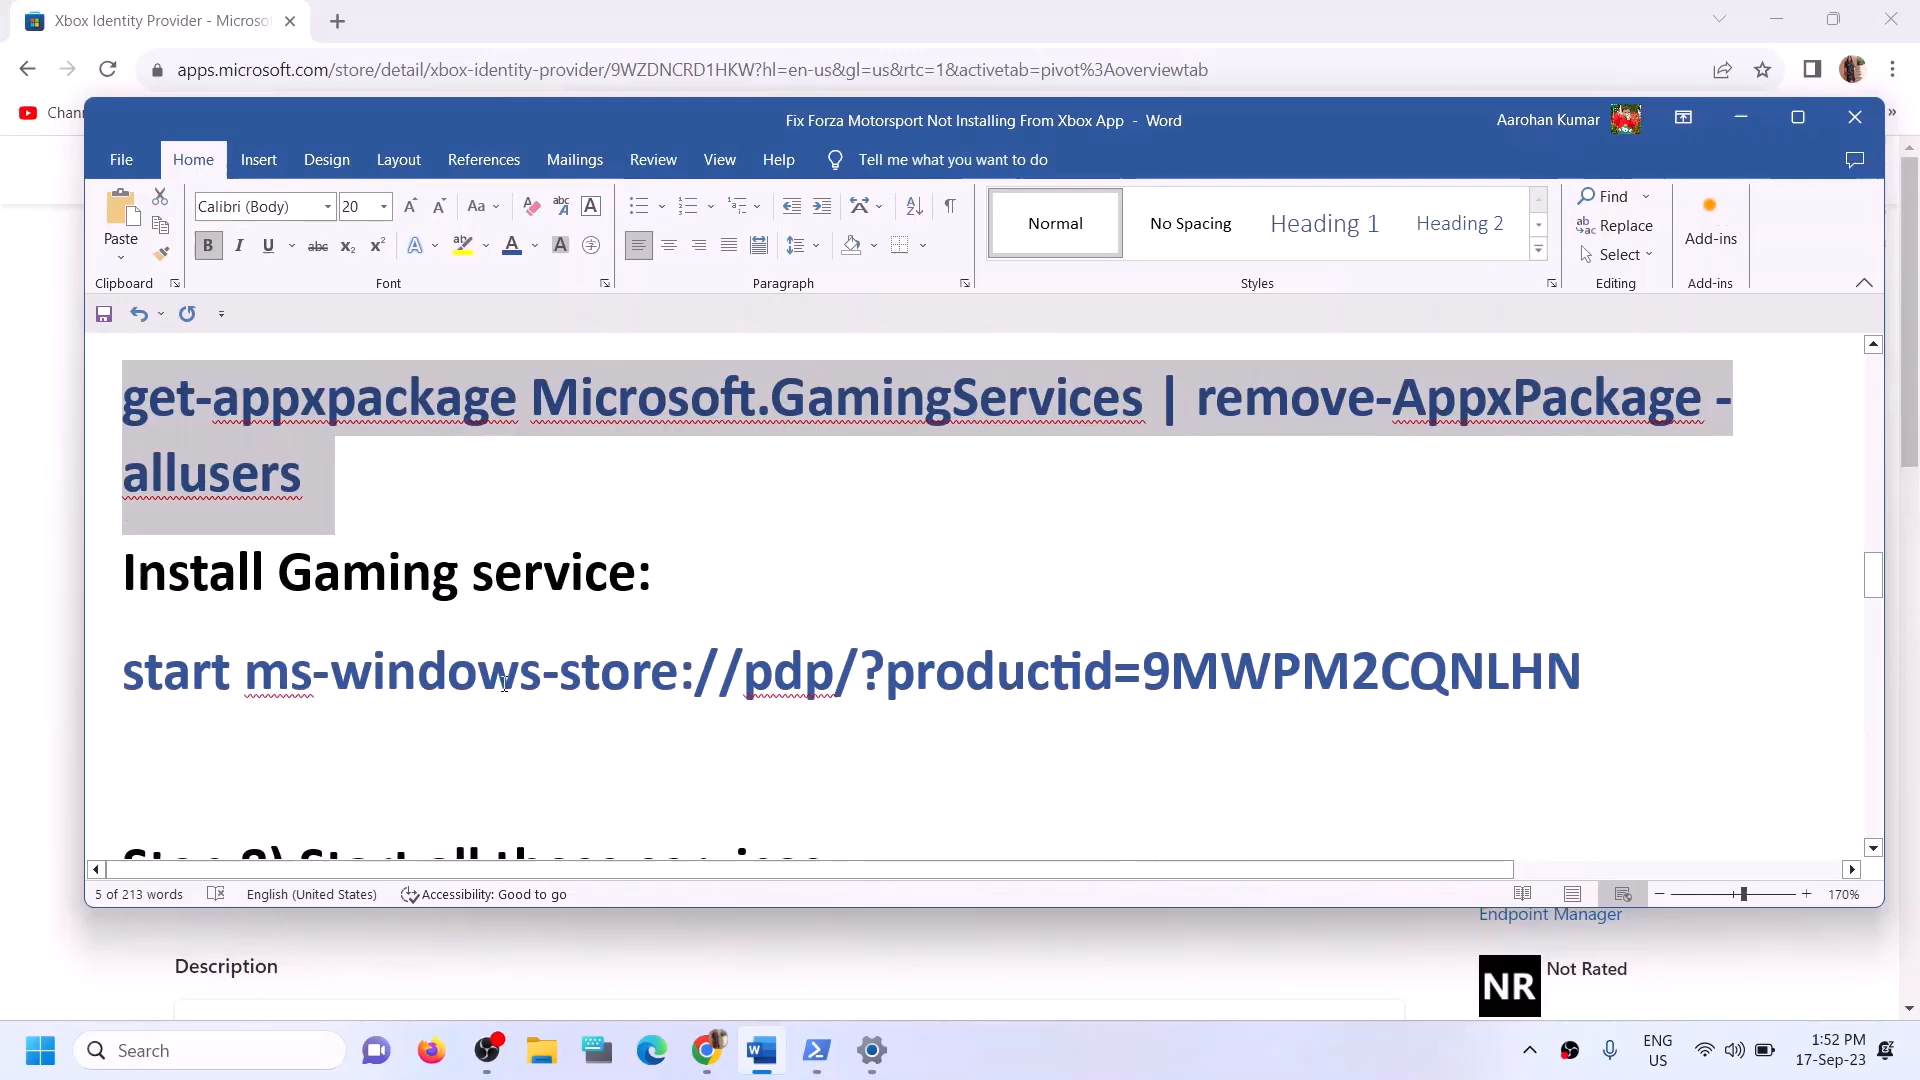 Xbox Identity Provider - Microso
apps.microsoft.com/store/detail/xbox-identity-provider/9WZDNCRD1HKW?hl=en-us&gl=us&rtc=1&activetab=pivot%3Aoverviewtab
Chan
Fix Forza Motorsport Not Installing From Xbox App - Word
Aarohan Kumar
File Home Insert Design Layout References Mailings Review View Help Tell me what you want to do
Paste
Calibri (Body) 20
Normal No Spacing Heading 1 Heading 2
Find
Replace
Select
Add-ins
Clipboard Font Paragraph Styles Editing Add-ins
get-appxpackage Microsoft.GamingServices | remove-AppxPackage -
allusers
Install Gaming service:
start ms-windows-store://pdp/?productid=9MWPM2CQNLHN
5 of 213 words English (United States) Accessibility: Good to go 170%
Endpoint Manager
Description
NR Not Rated
Search
ENG
US
1:52 PM
17-Sep-23